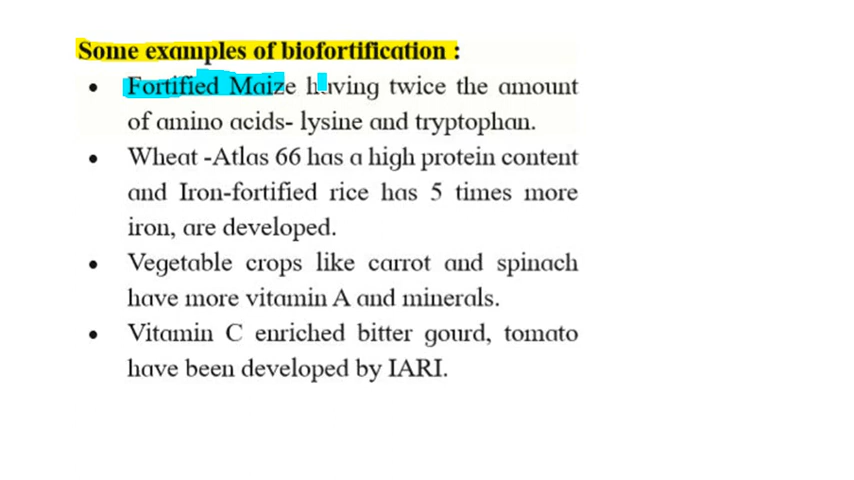 Some examples of biofortification :
• Fortified Maize having twice the amount
of amino acids- lysine and tryptophan.
• Wheat -Atlas 66 has a high protein content
and Iron-fortified rice has 5 times more
iron, are developed.
• Vegetable crops like carrot and spinach
have more vitamin A and minerals.
• Vitamin C enriched bitter gourd, tomato
have been developed by IARI.